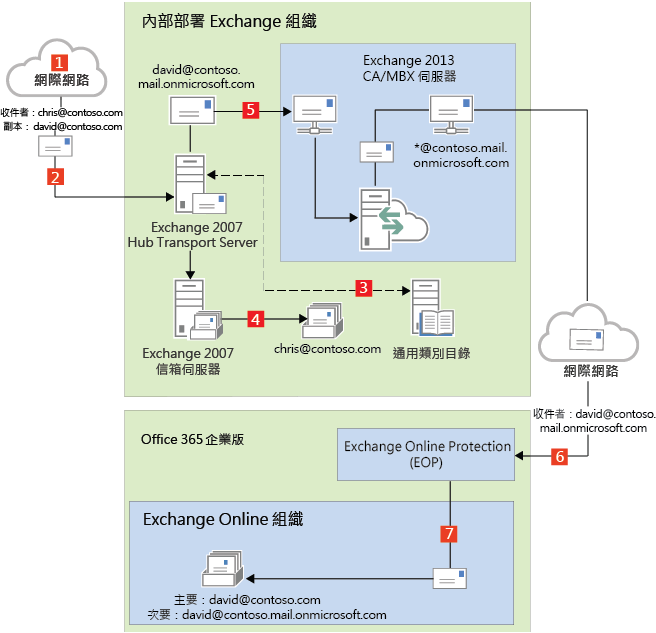 內部部署 Exchange 組織
1
網際網路
收件者：chris@contoso.com
副本：david@contoso.com
2
david@contoso.
mail.onmicrosoft.com
5
Exchange 2013
CA/MBX 伺服器
*@contoso.mail.
onmicrosoft.com
Exchange 2007
Hub Transport Server
3
4
Exchange 2007
信箱伺服器
chris@contoso.com
通用類別目錄
網際網路
收件者：david@contoso.
mail.onmicrosoft.com
6
Office 365 企業版
Exchange Online Protection
(EOP)
7
Exchange Online 組織
主要：david@contoso.com
次要：david@contoso.mail.onmicrosoft.com